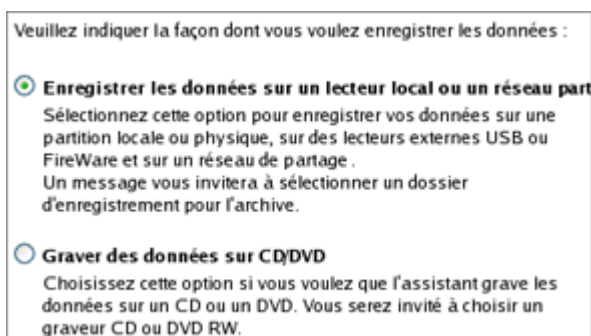 Veuillez indiquer la façon dont vous voulez enregistrer les données :
Enregistrer les données sur un lecteur local ou un réseau part
Sélectionnez cette option pour enregistrer vos données sur une
partition locale ou physique, sur des lecteurs externes USB ou
FireWare et sur un réseau de partage .
Un message vous invitera à sélectionner un dossier
d'enregistrement pour l'archive.
Graver des données sur CD/DVD
Choisissez cette option si vous voulez que l'assistant grave les
données sur un CD ou un DVD. Vous serez invité à choisir un
graveur CD ou DVD RW.